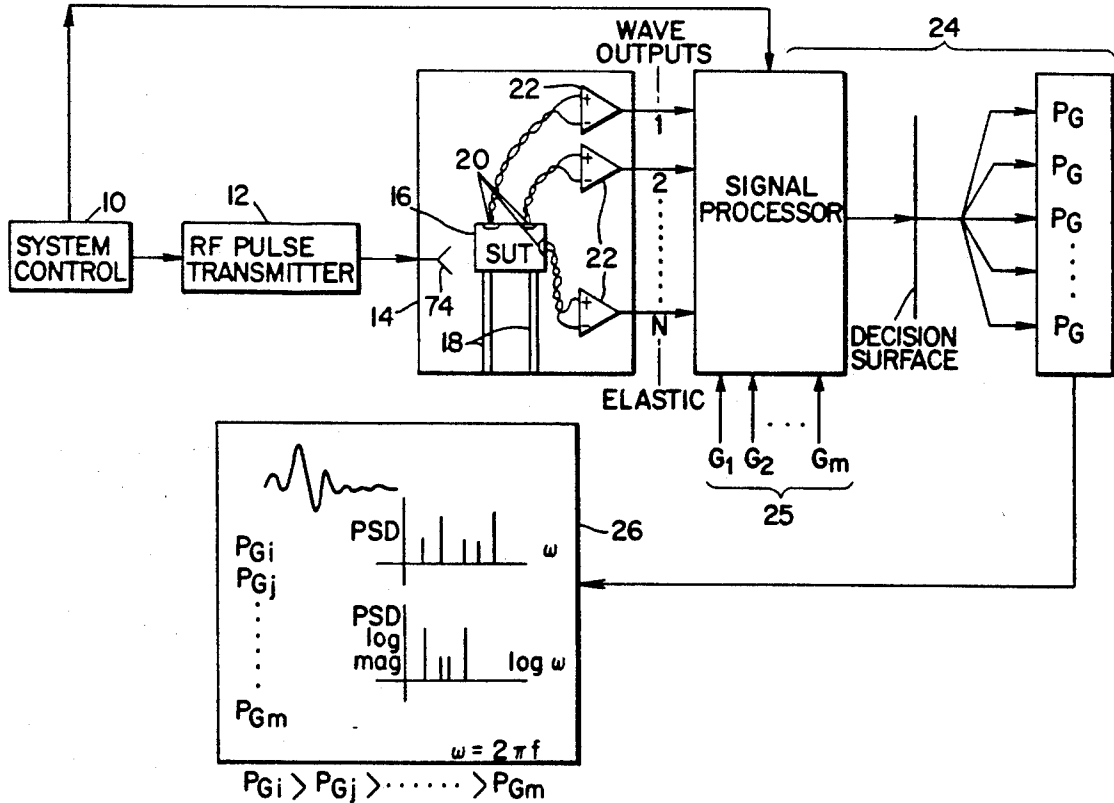 24
WAVE
OUTPUTS
22
+
-
1
PG
20
+
-
2
PG
10
12
16
SIGNAL
PROCESSOR
SYSTEM
CONTROL
RF PULSE
TRANSMITTER
SUT
22
22
PG
74
14
18
+
-
N
PG
DECISION
SURFACE
ELASTIC
G1 G2 ... Gm
25
PSD
ω
26
PGi
PGj
PSD
log
mag
log ω
PGm
ω = 2πf
PGi > PGj > ······ > PGm